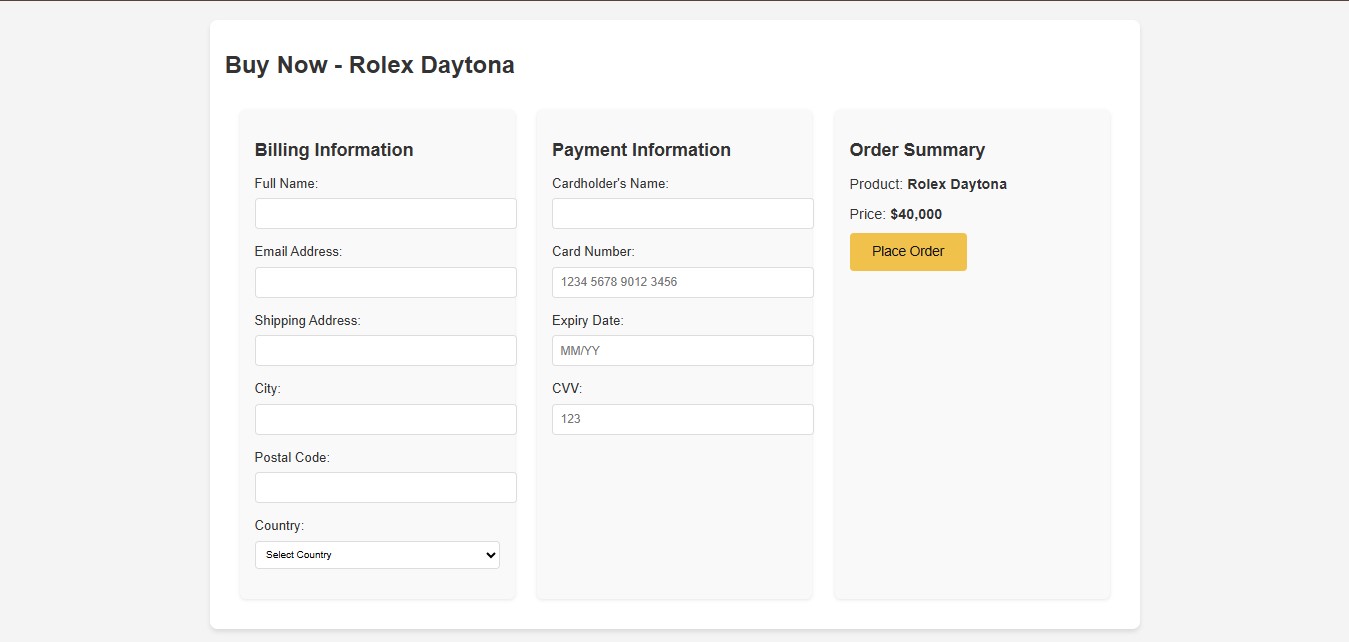 Buy Now - Rolex Daytona
Billing Information
Full Name:
Email Address:
Shipping Address:
City:
Postal Code:
Country:
Select Country
Payment Information
Cardholder's Name:
Card Number:
1234 5678 9012 3456
Expiry Date:
MM/YY
CVV:
123
Order Summary
Product: Rolex Daytona
Price: $40,000
Place Order